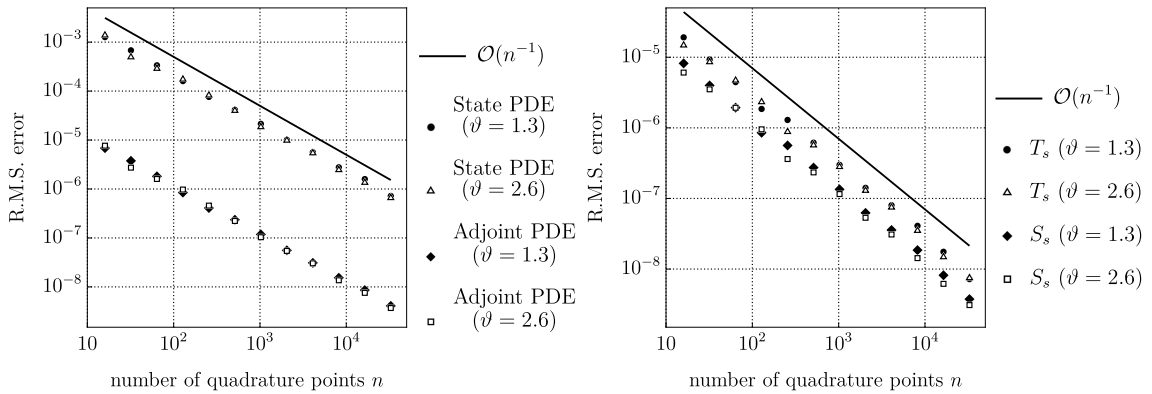 10^{-3}
10^{-4}
10^{-5}
10^{-6}
10^{-7}
10^{-8}
R.M.S. error
10 10^2 10^3 10^4
number of quadrature points n
O(n^{-1})
State PDE
(ϑ = 1.3)
State PDE
(ϑ = 2.6)
Adjoint PDE
(ϑ = 1.3)
Adjoint PDE
(ϑ = 2.6)
10^{-5}
10^{-6}
10^{-7}
10^{-8}
R.M.S. error
10 10^2 10^3 10^4
number of quadrature points n
O(n^{-1})
T_s (ϑ = 1.3)
T_s (ϑ = 2.6)
S_s (ϑ = 1.3)
S_s (ϑ = 2.6)